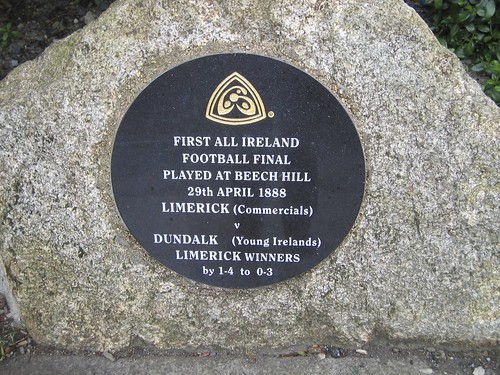 FIRST ALL IRELAND
FOOTBALL FINAL
PLAYED AT BEECH HILL
29th APRIL 1888
LIMERICK (Commercials)
v
DUNDALK (Young Irelands)
LIMERICK WINNERS
by 1-4 to 0-3